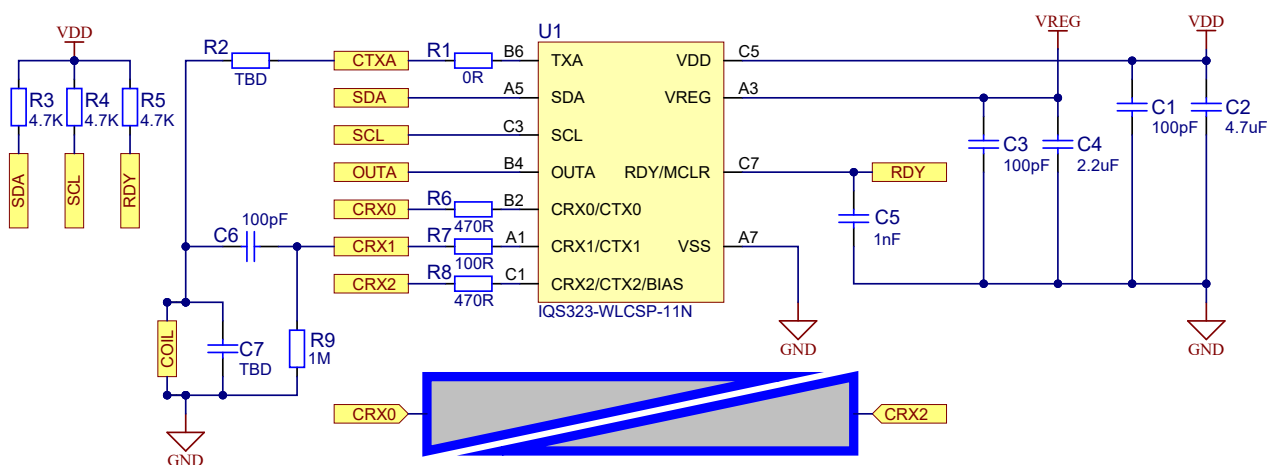 VDD
R3
4.7K
R4
4.7K
R5
4.7K
SDA
SCL
RDY
R2
TBD
CTXA
R1
0R
B6
SDA
A5
SCL
C3
OUTA
B4
CRX0
R6
470R
B2
CRX1
R7
100R
A1
CRX2
R8
470R
C1
U1
TXA
VDD
SDA
VREG
SCL
OUTA
RDY/MCLR
CRX0/CTX0
CRX1/CTX1
VSS
CRX2/CTX2/BIAS
IQS323-WLCSP-11N
C5
A3
C7
A7
VREG
VDD
C1
100pF
C2
4.7uF
C3
100pF
C4
2.2uF
RDY
C5
1nF
GND
GND
100pF
C6
COIL
C7
TBD
R9
1M
GND
CRX0
CRX2